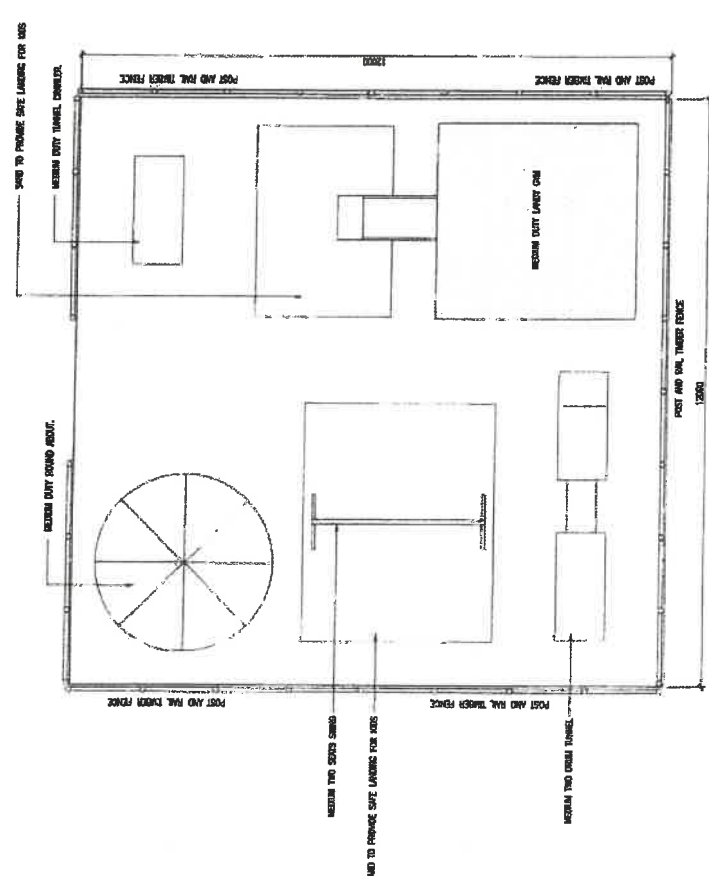 SAND TO PROVIDE SAFE LANDING FOR KIDS
MEDIUM DUTY TUNNEL CRAWLER.
12000
POST AND RAIL TIMBER FENCE
POST AND RAIL TIMBER FENCE
MEDIUM DUTY
GYM
POST AND RAIL TIMBER FENCE
12000
MEDIUM DUTY ROUND ABOUT.
POST AND RAIL TIMBER FENCE
POST AND RAIL TIMBER FENCE
MEDIUM TWO SEATS SWING
TO PROVIDE SAFE LANDING FOR KIDS
MEDIUM TWO DRUM TUNNEL